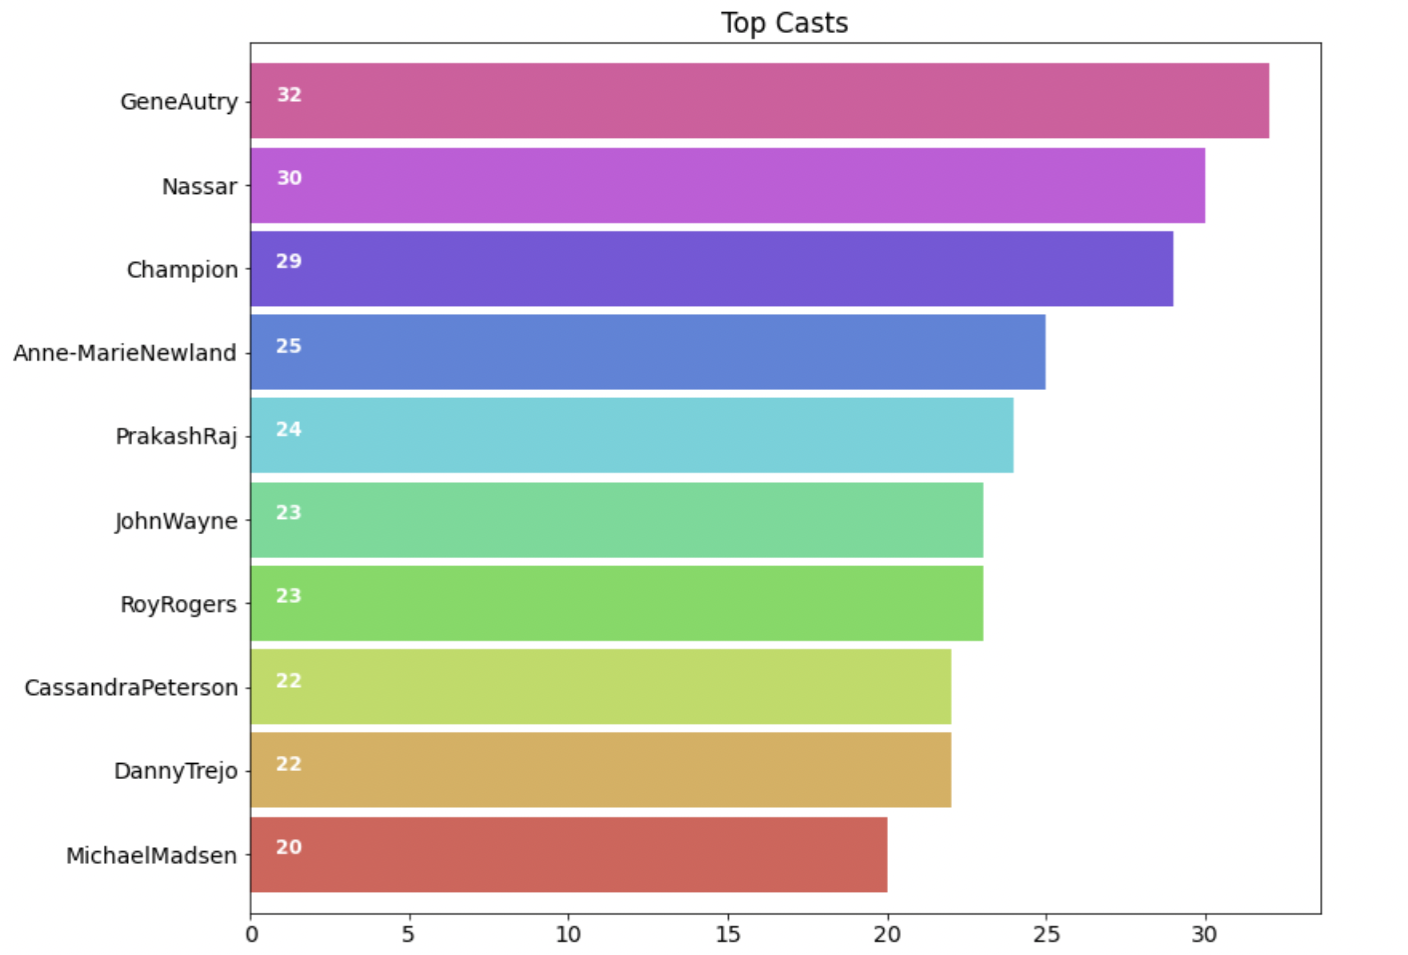 Top Casts
GeneAutry 32
Nassar 30
Champion 29
Anne-MarieNewland 25
PrakashRaj 24
JohnWayne 23
RoyRogers 23
CassandraPeterson 22
DannyTrejo 22
MichaelMadsen 20
0 5 10 15 20 25 30